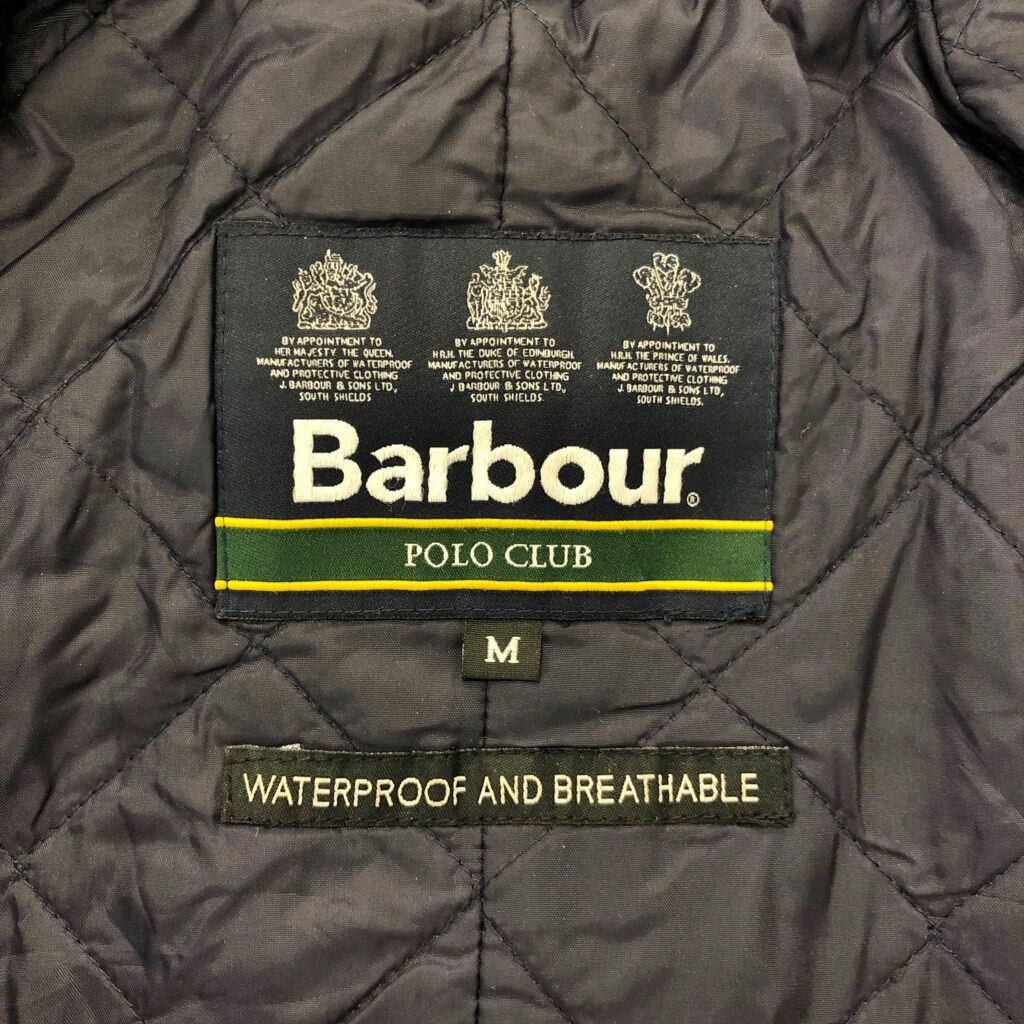 BY APPOINTMENT TO
HER MAJESTY THE QUEEN.
MANUFACTURERS OF WATERPROOF
AND PROTECTIVE CLOTHING
J. BARBOUR & SONS LTD,
SOUTH SHIELDS
BY APPOINTMENT TO
H.R.H. THE DUKE OF EDINBURGH.
MANUFACTURERS OF WATERPROOF
AND PROTECTIVE CLOTHING
J. BARBOUR & SONS LTD,
SOUTH SHIELDS.
BY APPOINTMENT TO
H.R.H. THE PRINCE OF WALES.
MANUFACTURERS OF WATERPROOF
AND PROTECTIVE CLOTHING
J. BARBOUR & SONS LTD,
SOUTH SHIELDS.
Barbour®
POLO CLUB
M
WATERPROOF AND BREATHABLE